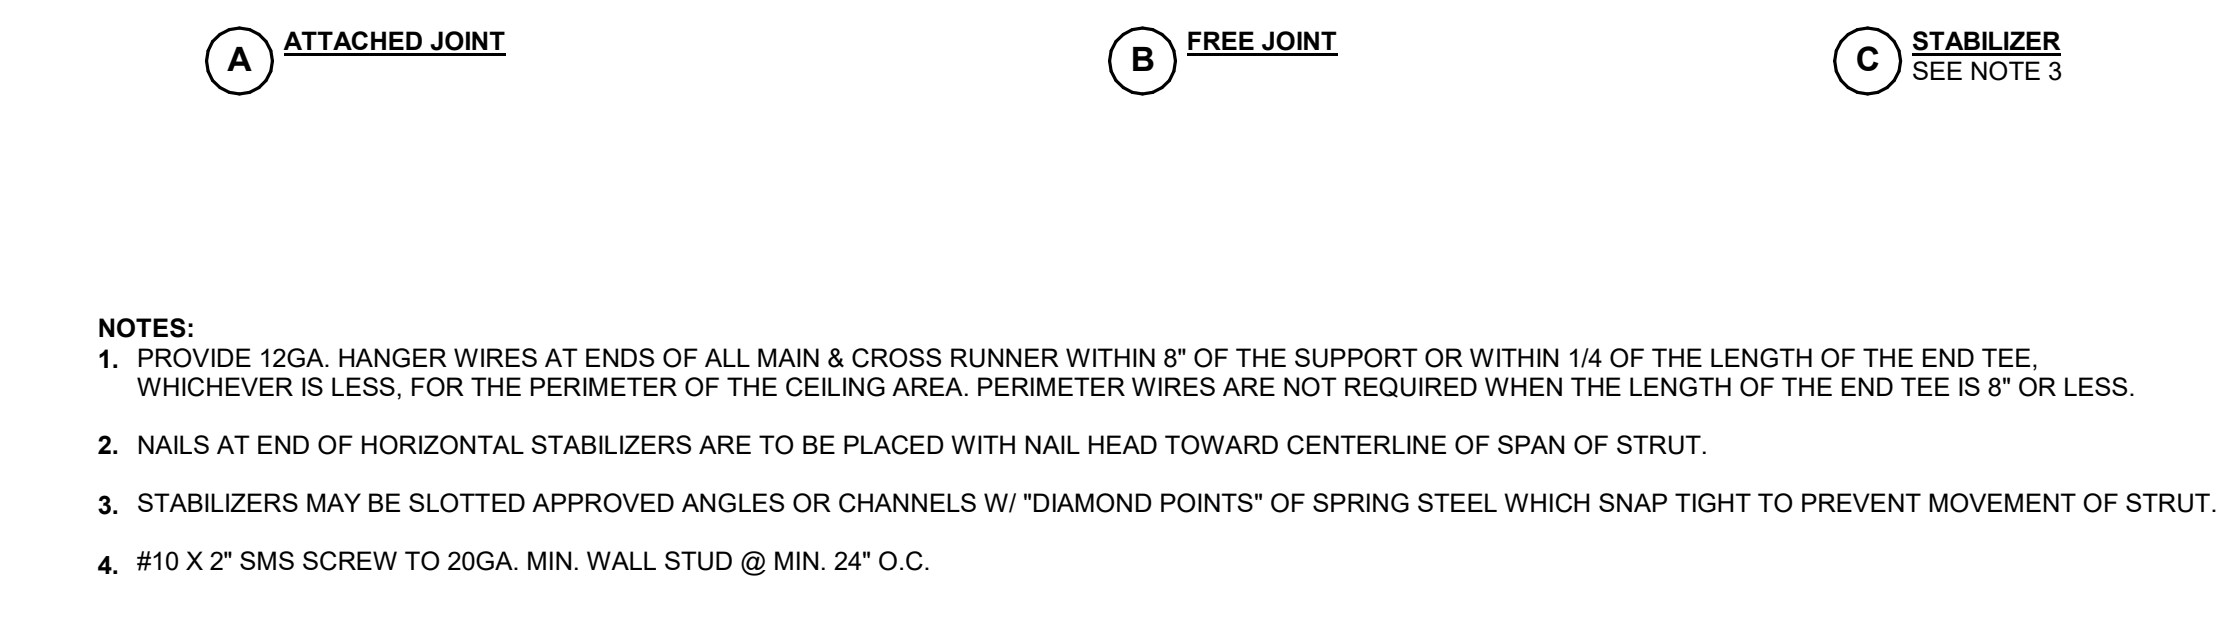 A ATTACHED JOINT
B FREE JOINT
C STABILIZER
SEE NOTE 3
NOTES:
1. PROVIDE 12GA. HANGER WIRES AT ENDS OF ALL MAIN & CROSS RUNNER WITHIN 8" OF THE SUPPORT OR WITHIN 1/4 OF THE LENGTH OF THE END TEE,
WHICHEVER IS LESS, FOR THE PERIMETER OF THE CEILING AREA. PERIMETER WIRES ARE NOT REQUIRED WHEN THE LENGTH OF THE END TEE IS 8" OR LESS.
2. NAILS AT END OF HORIZONTAL STABILIZERS ARE TO BE PLACED WITH NAIL HEAD TOWARD CENTERLINE OF SPAN OF STRUT.
3. STABILIZERS MAY BE SLOTTED APPROVED ANGLES OR CHANNELS W/ "DIAMOND POINTS" OF SPRING STEEL WHICH SNAP TIGHT TO PREVENT MOVEMENT OF STRUT.
4. #10 X 2" SMS SCREW TO 20GA. MIN. WALL STUD @ MIN. 24" O.C.